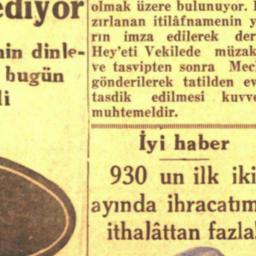 ediyor
nin dinle-
bugün
li
olmak üzere bulunuyor.
zırlanan itilâfnamenin y
rın imza edilerek der
Hey'eti Vekilede müzak
ve tasvipten sonra Mec
gönderilerek tatilden ev
tasdik edilmesi kuvve
muhtemeldir.
İyi haber
930 un ilk iki
ayında ihracatım
ithalâttan fazla